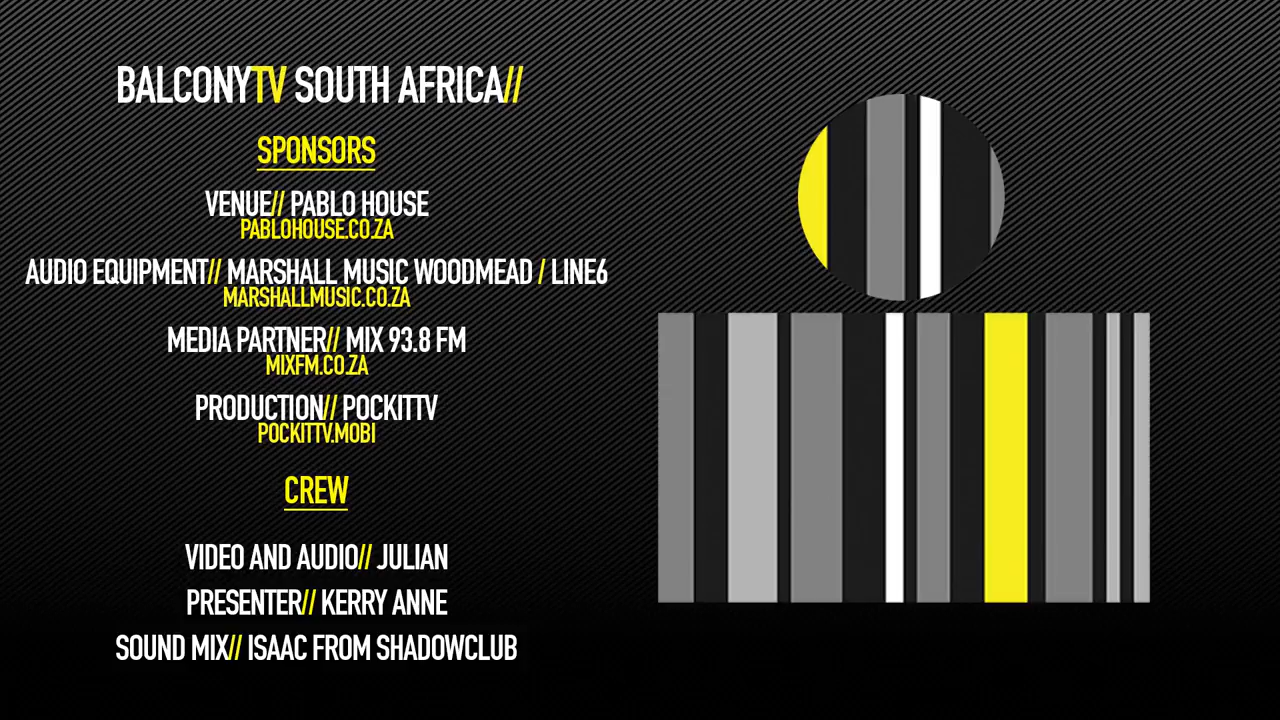 BALCONYTV SOUTH AFRICA//
SPONSORS
VENUE// PABLO HOUSE
PABLOHOUSE.CO.ZA
AUDIO EQUIPMENT// MARSHALL MUSIC WOODMEAD / LINE6
MARSHALLMUSIC.CO.ZA
MEDIA PARTNER// MIX 93.8 FM
MIXFM.CO.ZA
PRODUCTION// POCKITTV
POCKITTV.MOBI
CREW
VIDEO AND AUDIO// JULIAN
PRESENTER// KERRY ANNE
SOUND MIX// ISAAC FROM SHADOWCLUB